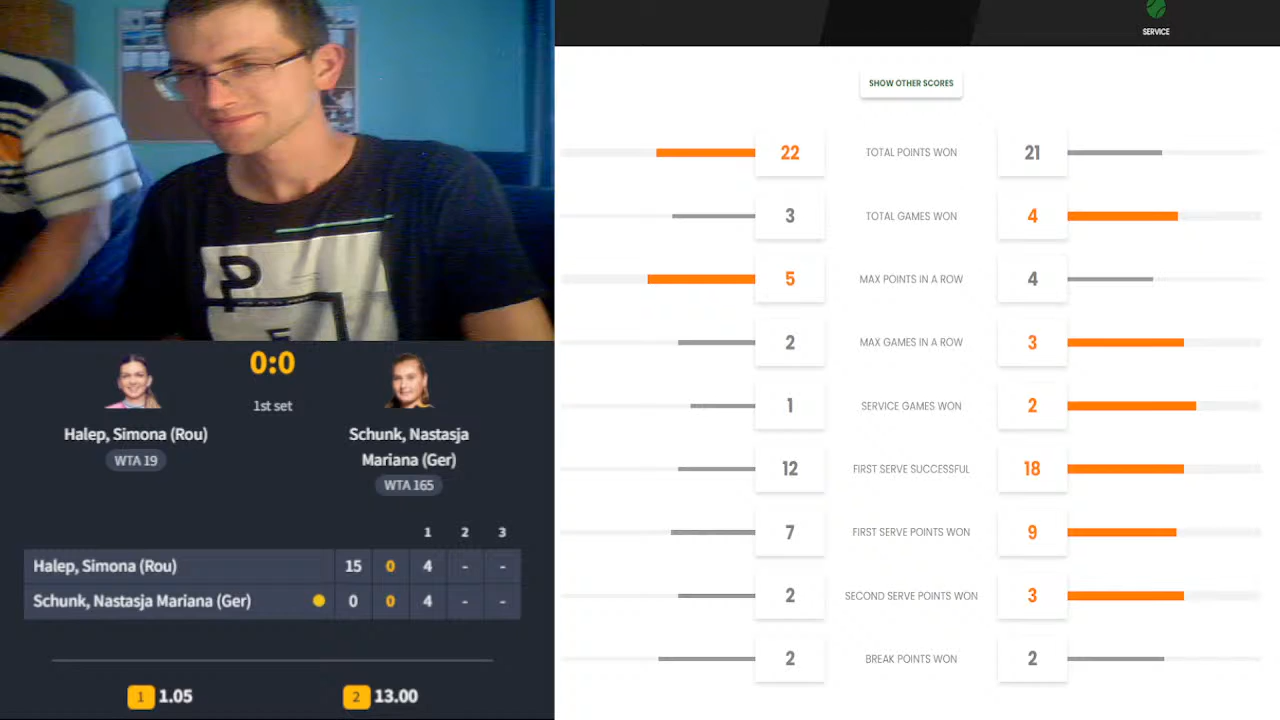 SERVICE
SHOW OTHER SCORES
22 TOTAL POINTS WON 21
3 TOTAL GAMES WON 4
5 MAX POINTS IN A ROW 4
2 MAX GAMES IN A ROW 3
1 SERVICE GAMES WON 2
12 FIRST SERVE SUCCESSFUL 18
7 FIRST SERVE POINTS WON 9
2 SECOND SERVE POINTS WON 3
2 BREAK POINTS WON 2
0:0
1st set
Halep, Simona (Rou)
WTA 19
Schunk, Nastasja
Mariana (Ger)
WTA 165
1 2 3
Halep, Simona (Rou) 15 0 4 - -
Schunk, Nastasja Mariana (Ger) 0 0 4 - -
1 1.05
2 13.00